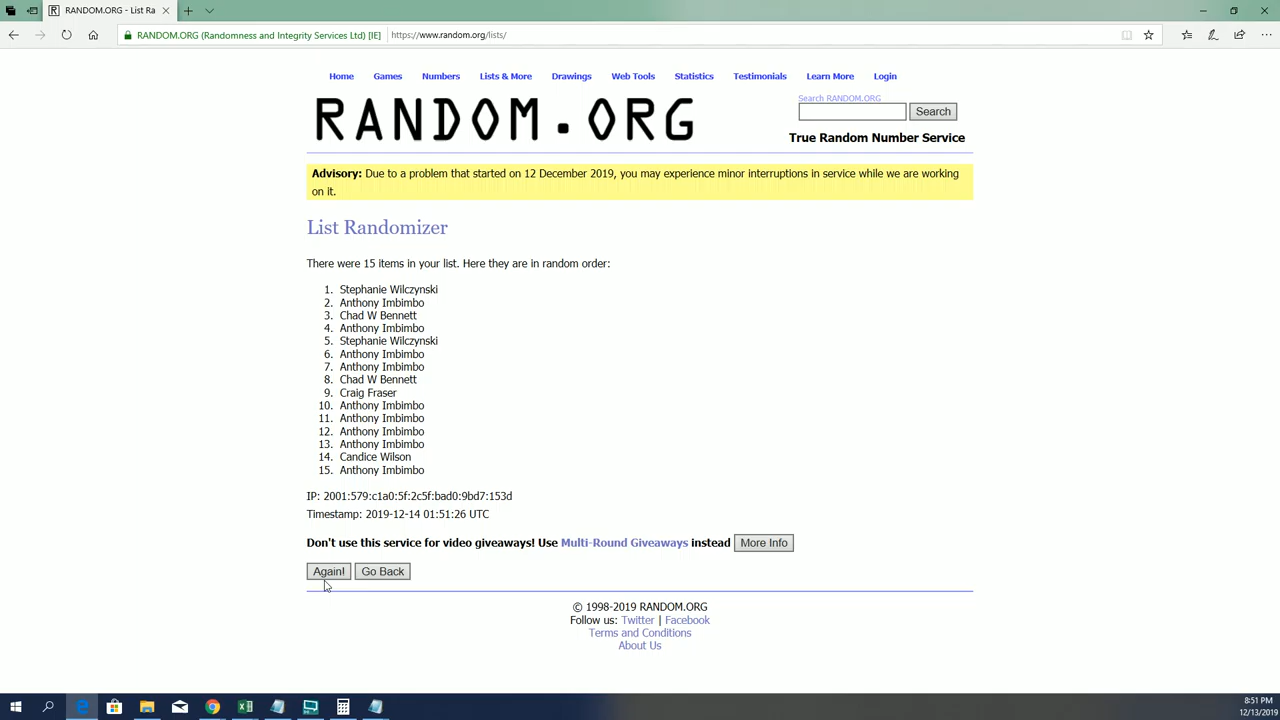 RANDOM.ORG - List Ra
RANDOM.ORG (Randomness and Integrity Services Ltd) [IE]
https://www.random.org/lists/
Home Games Numbers Lists & More Drawings Web Tools Statistics Testimonials Learn More Login
RANDOM.ORG
Search RANDOM.ORG
Search
True Random Number Service
Advisory: Due to a problem that started on 12 December 2019, you may experience minor interruptions in service while we are working
on it.
List Randomizer
There were 15 items in your list. Here they are in random order:
1. Stephanie Wilczynski
2. Anthony Imbimbo
3. Chad W Bennett
4. Anthony Imbimbo
5. Stephanie Wilczynski
6. Anthony Imbimbo
7. Anthony Imbimbo
8. Chad W Bennett
9. Craig Fraser
10. Anthony Imbimbo
11. Anthony Imbimbo
12. Anthony Imbimbo
13. Anthony Imbimbo
14. Candice Wilson
15. Anthony Imbimbo
IP: 2001:579:c1a0:5f:2c5f:bad0:9bd7:153d
Timestamp: 2019-12-14 01:51:26 UTC
Don't use this service for video giveaways! Use Multi-Round Giveaways instead More Info
Again! Go Back
© 1998-2019 RANDOM.ORG
Follow us: Twitter | Facebook
Terms and Conditions
About Us
8:51 PM
12/13/2019